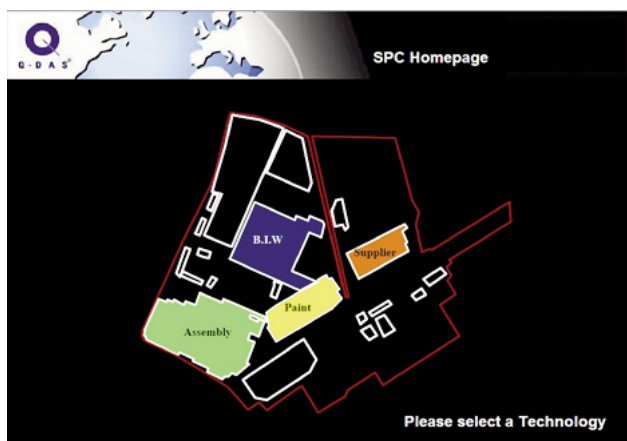 Q-DAS®
SPC Homepage
B.I.W
Supplier
Paint
Assembly
Please select a Technology